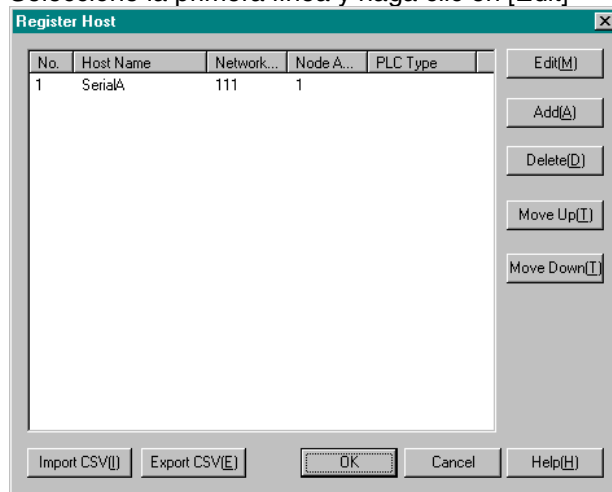 Seleccione la primera línea y haga clic en [Edit]
Register Host
No. Host Name Network... Node A... PLC Type
1 SerialA 111 1
Edit(M)
Add(A)
Delete(D)
Move Up(T)
Move Down(T)
Import CSV(I) Export CSV(E) OK Cancel Help(H)